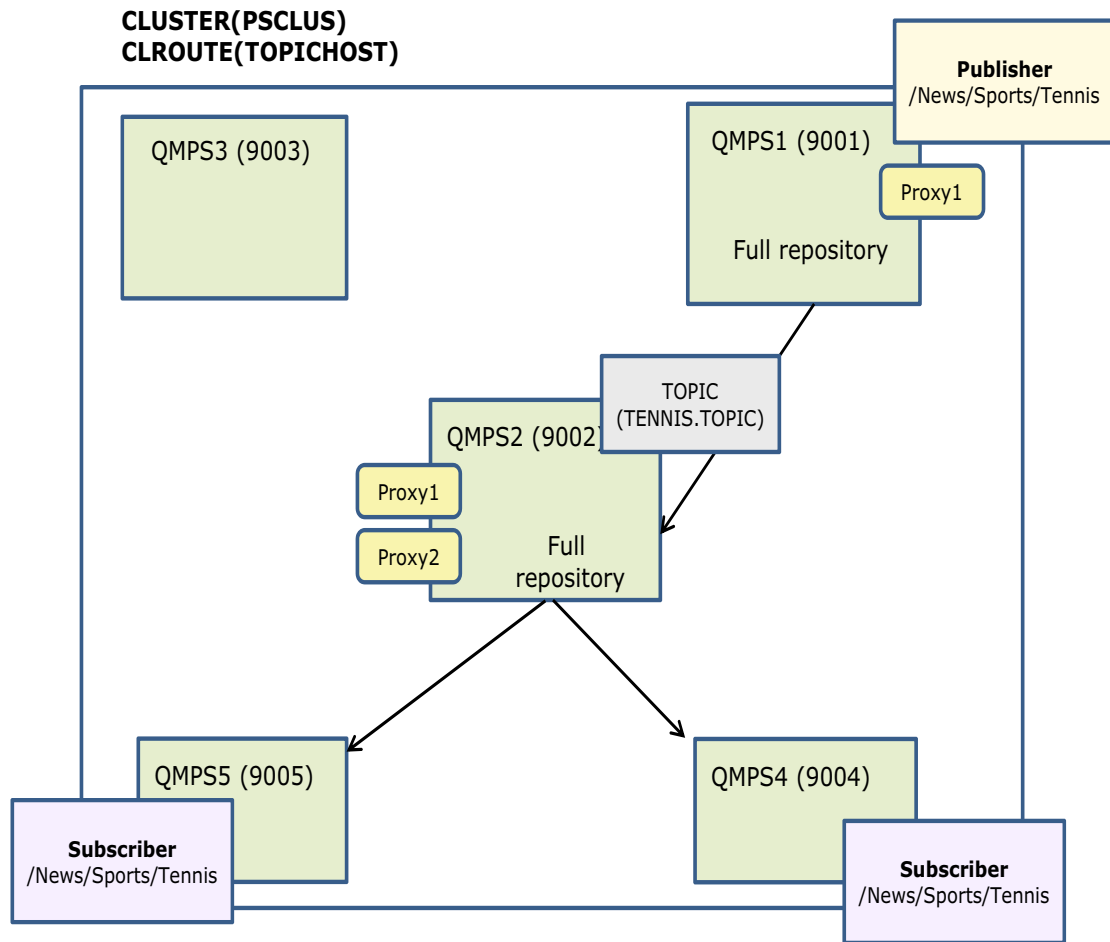 CLUSTER(PSCLUS)
CLROUTE(TOPICHOST)
Publisher
/News/Sports/Tennis
QMPS3 (9003)
QMPS1 (9001)
Proxy1
Full repository
TOPIC
(TENNIS.TOPIC)
QMPS2 (9002)
Proxy1
Proxy2
Full
repository
QMPS5 (9005)
QMPS4 (9004)
Subscriber
/News/Sports/Tennis
Subscriber
/News/Sports/Tennis